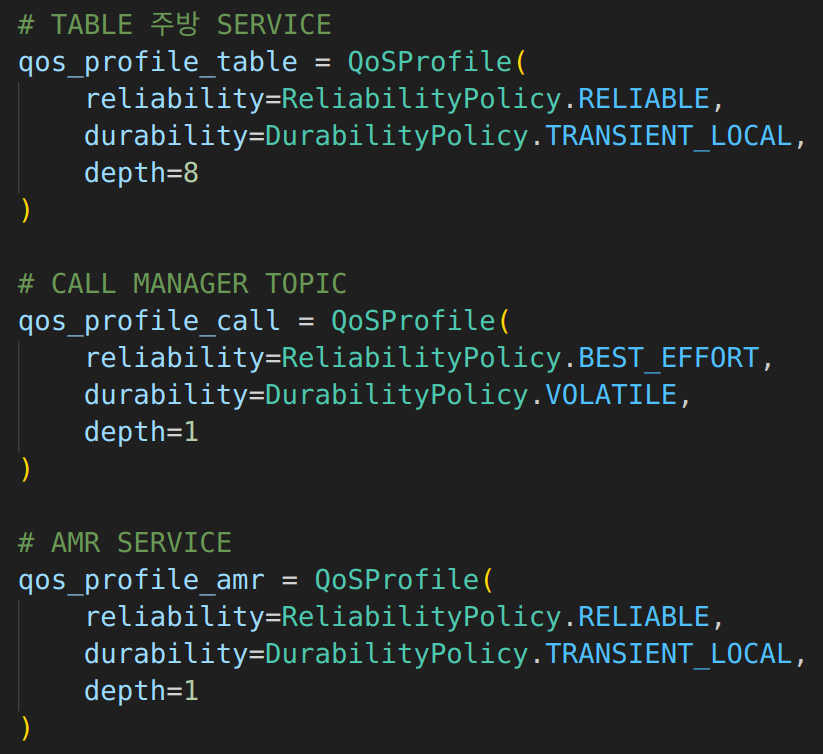 # TABLE 주방 SERVICE
qos_profile_table = QoSProfile(
    reliability=ReliabilityPolicy.RELIABLE,
    durability=DurabilityPolicy.TRANSIENT_LOCAL,
    depth=8
)

# CALL MANAGER TOPIC
qos_profile_call = QoSProfile(
    reliability=ReliabilityPolicy.BEST_EFFORT,
    durability=DurabilityPolicy.VOLATILE,
    depth=1
)

# AMR SERVICE
qos_profile_amr = QoSProfile(
    reliability=ReliabilityPolicy.RELIABLE,
    durability=DurabilityPolicy.TRANSIENT_LOCAL,
    depth=1
)